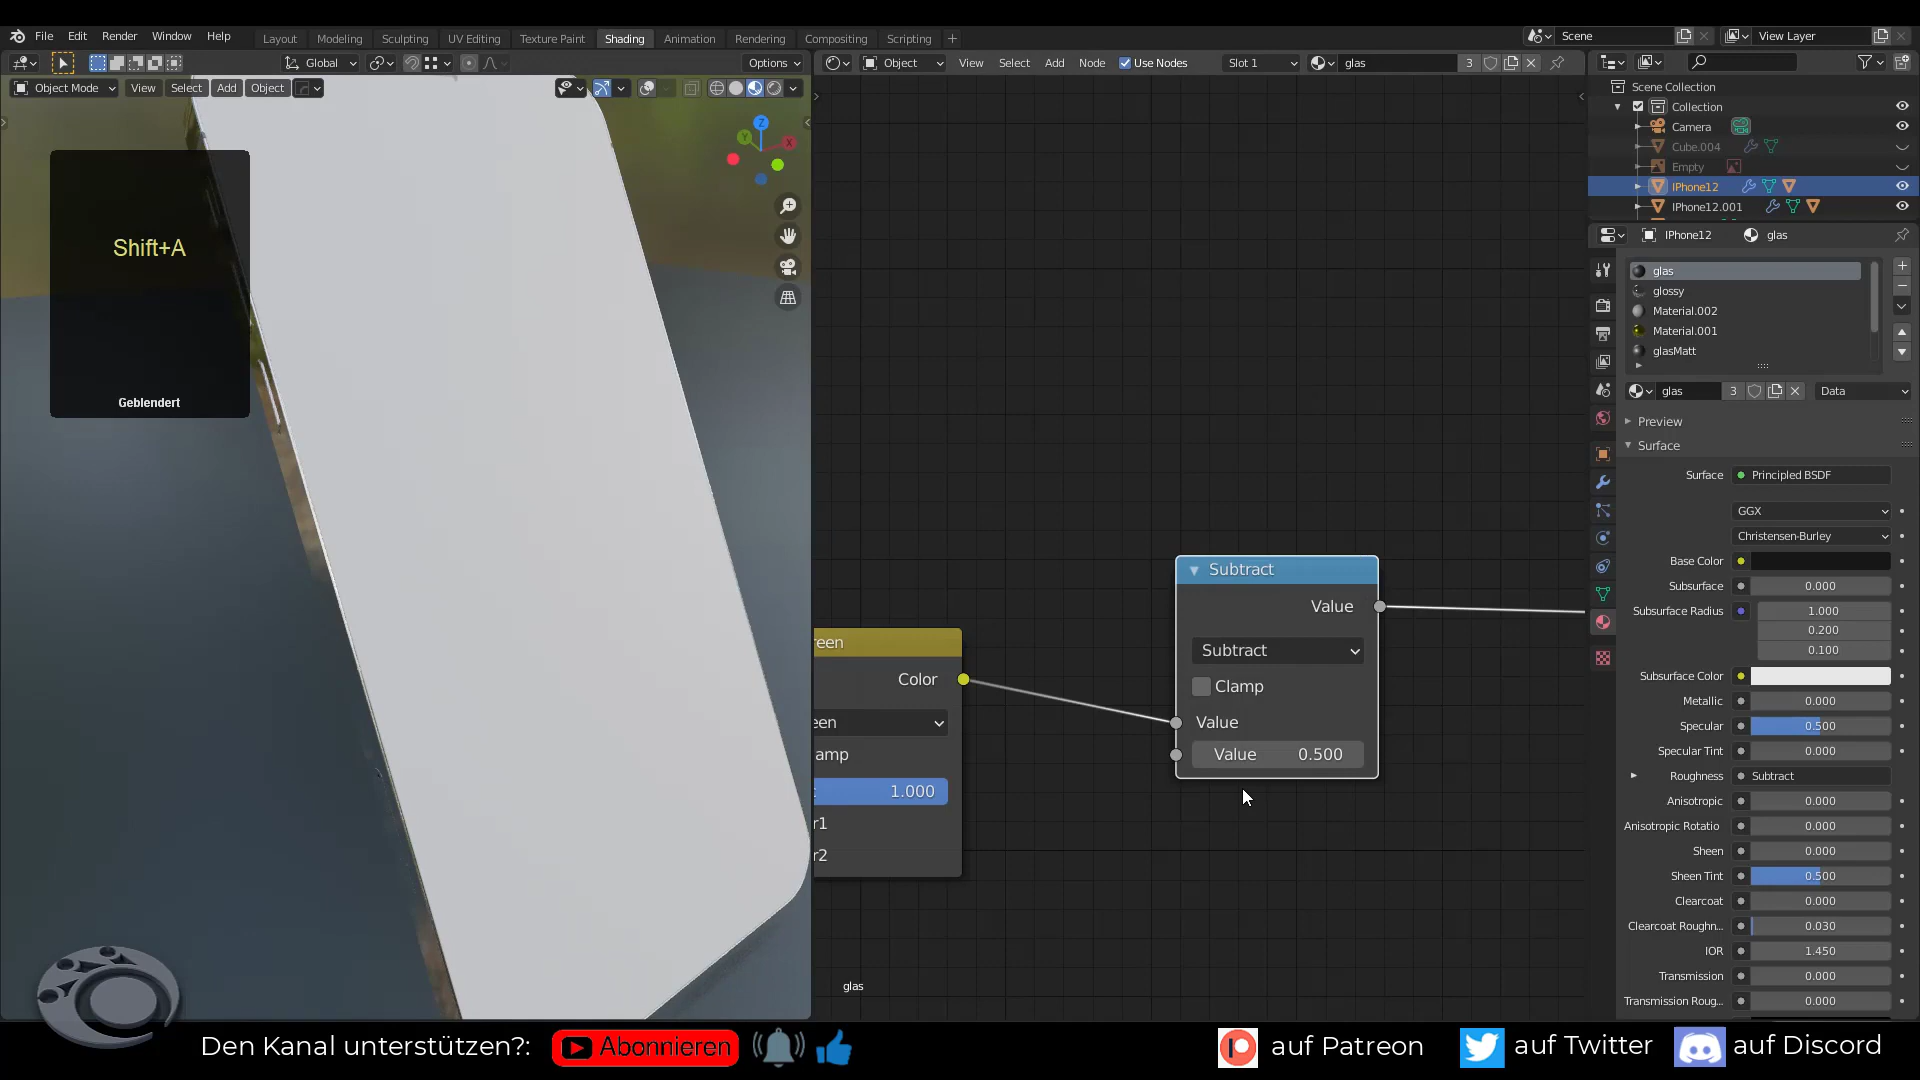 File Edit Render Window Help Layout Modeling Sculpting UV Editing Texture Paint Shading Animation Rendering Compositing Scripting + Scene View Layer
Global Options Object View Select Add Node Use Nodes Slot 1 glas 3
Object Mode View Select Add Object
Scene Collection
Collection
Camera
Cube.004
Empty
IPhone12
IPhone12.001
Shift+A
Geblendert
IPhone12 glas
glas
glossy
Material.002
Material.001
glasMatt
glas 3 Data
Preview
Surface
Surface Principled BSDF
GGX
Christensen-Burley
Base Color
Subsurface 0.000
Subsurface Radius 1.000
0.200
0.100
Subsurface Color
Metallic 0.000
Specular 0.500
Specular Tint 0.000
Roughness Subtract
Anisotropic 0.000
Anisotropic Rotatio 0.000
Sheen 0.000
Sheen Tint 0.500
Clearcoat 0.000
Clearcoat Roughn... 0.030
IOR 1.450
Transmission 0.000
Transmission Roug... 0.000
Subtract
Value
Subtract
Clamp
Value
Value 0.500
reen
Color
een
amp
1.000
r1
r2
glas
X
Y
Z
Den Kanal unterstützen?: Abonnieren auf Patreon auf Twitter auf Discord